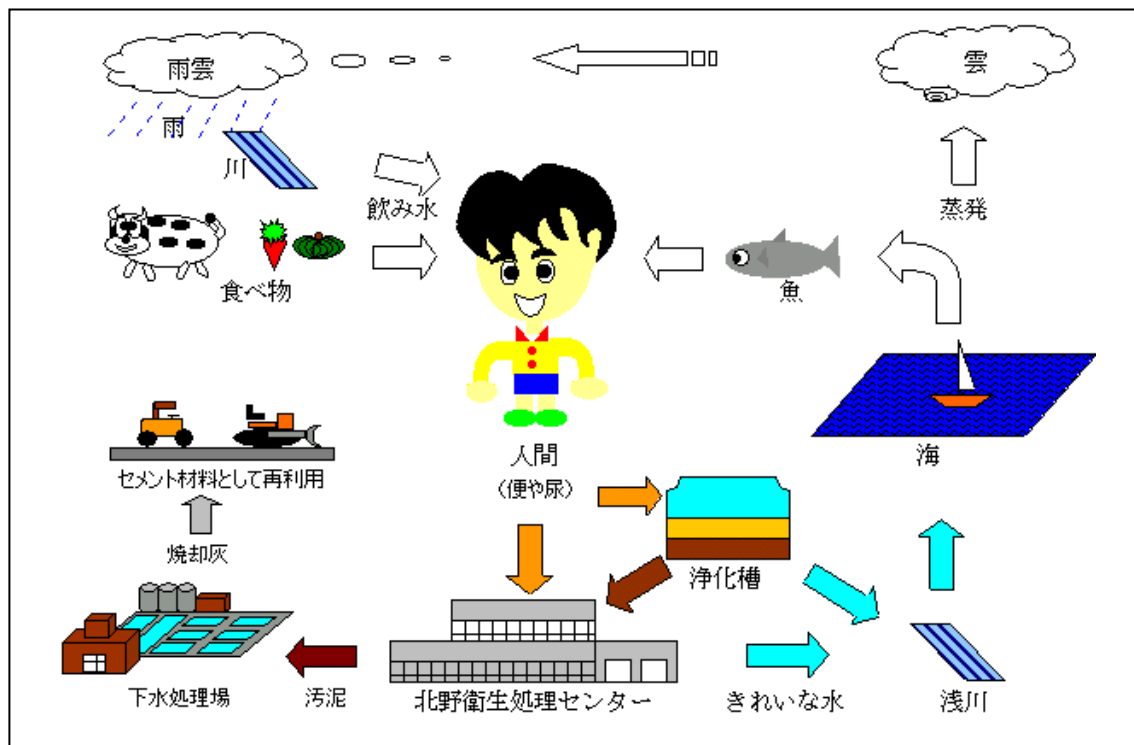 雨雲
雲
雨
川
飲み水
蒸発
食べ物
魚
人間
(便や尿)
海
セメント材料として再利用
焼却灰
浄化槽
下水処理場
汚泥
北野衛生処理センター
きれいな水
浅川